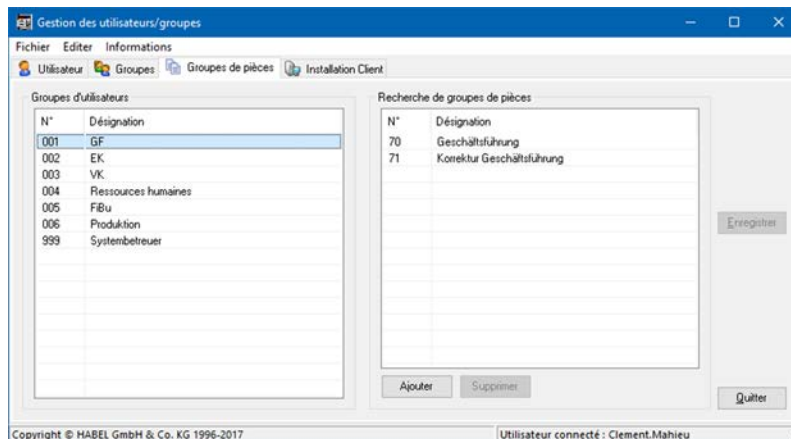 Gestion des utilisateurs/groupes
Fichier Editer Informations
Utilisateur Groupes Groupes de pièces Installation Client
Groupes d'utilisateurs
N° Désignation
001 GF
002 EK
003 VK
004 Ressources humaines
005 FiBu
006 Produktion
999 Systembetreuer
Recherche de groupes de pièces
N° Désignation
70 Geschäftsführung
71 Korrektur Geschäftsführung
Enregistrer
Ajouter Supprimer
Quitter
Copyright © HABEL GmbH & Co. KG 1996-2017 Utilisateur connecté : Clement.Mahieu